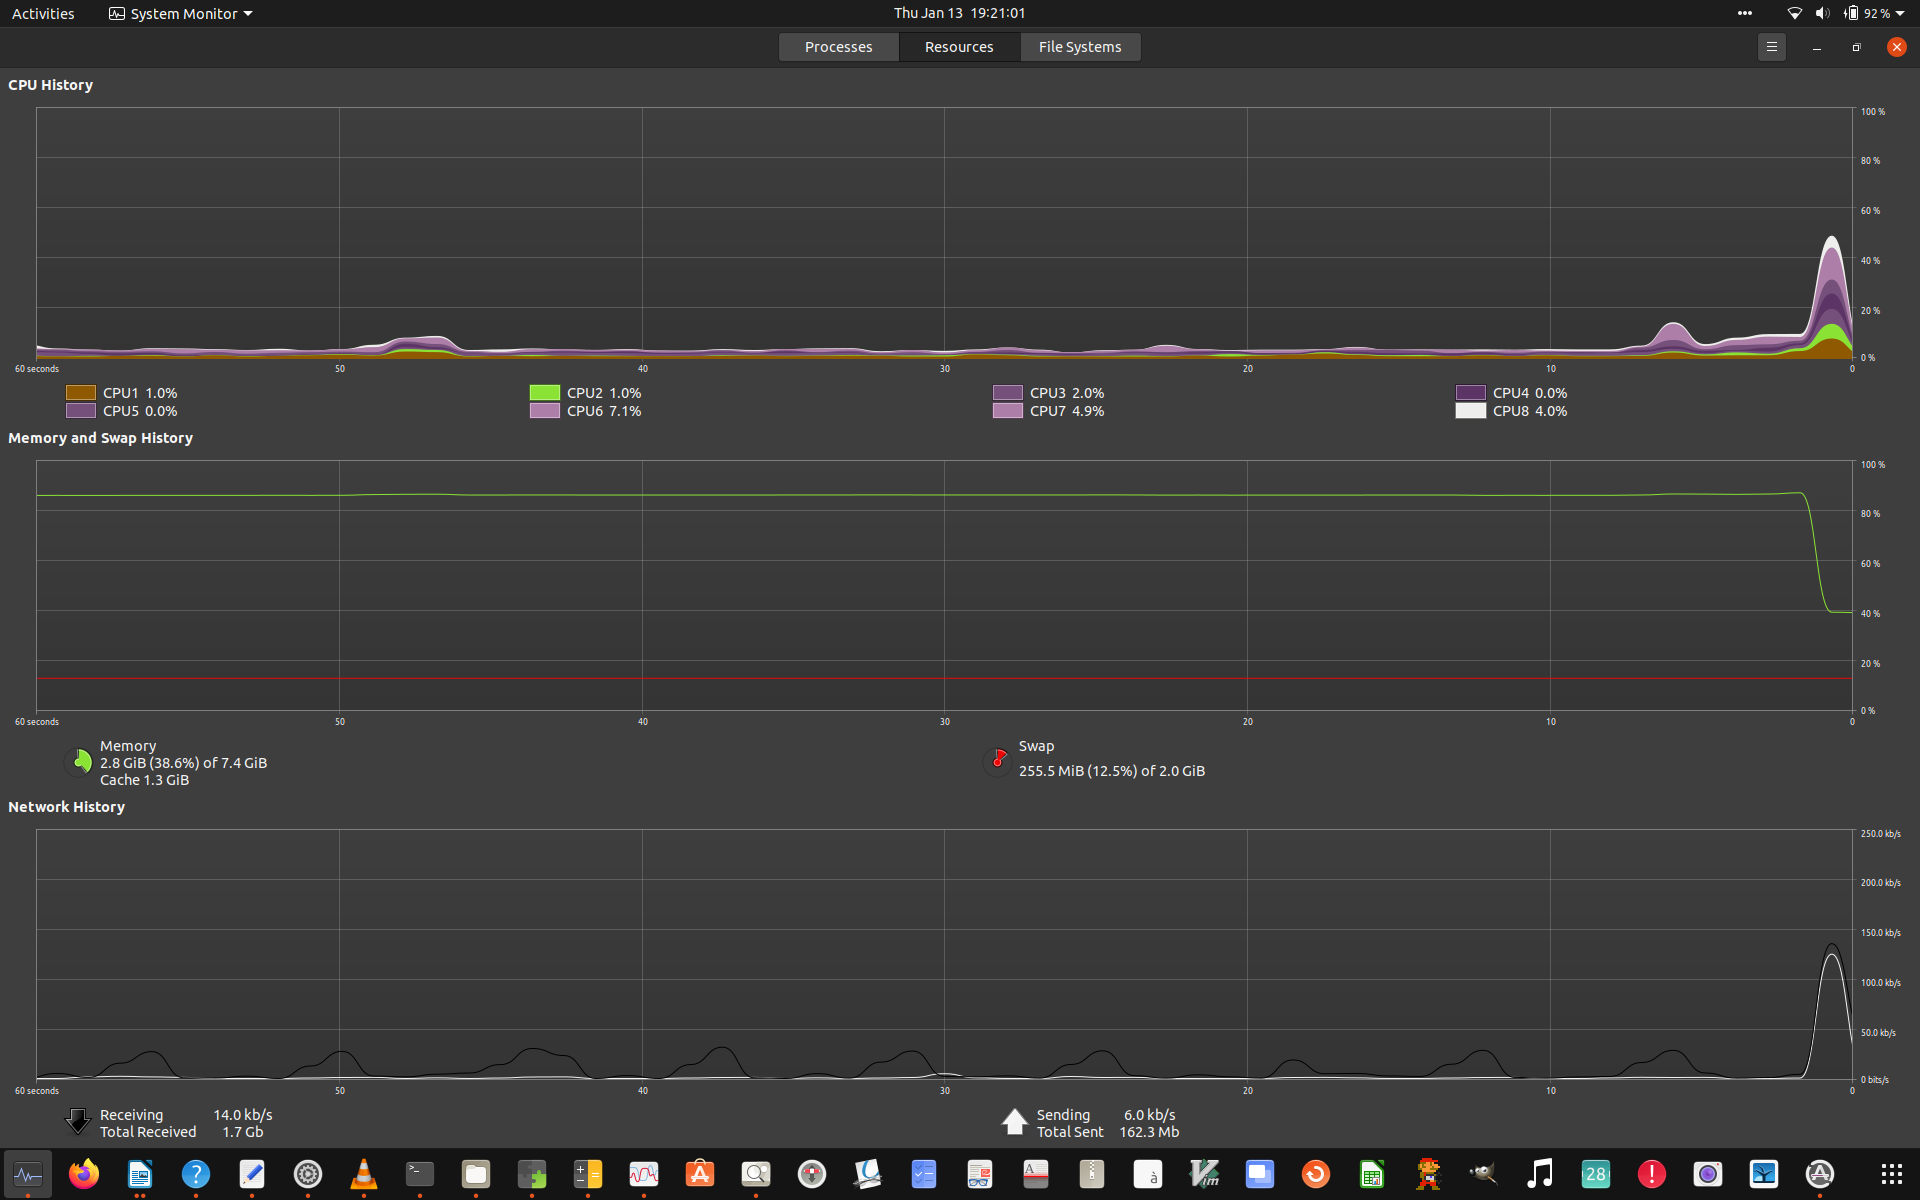 Activities
System Monitor
Thu Jan 13 19:21:01
92 %
Processes
Resources
File Systems
CPU History
100 %
80 %
60 %
40 %
20 %
0 %
60 seconds 50 40 30 20 10 0
CPU1 1.0% CPU2 1.0% CPU3 2.0% CPU4 0.0%
CPU5 0.0% CPU6 7.1% CPU7 4.9% CPU8 4.0%
Memory and Swap History
100 %
80 %
60 %
40 %
20 %
0 %
60 seconds 50 40 30 20 10 0
Memory
2.8 GiB (38.6%) of 7.4 GiB
Cache 1.3 GiB
Swap
255.5 MiB (12.5%) of 2.0 GiB
Network History
250.0 kb/s
200.0 kb/s
150.0 kb/s
100.0 kb/s
50.0 kb/s
0 bits/s
60 seconds 50 40 30 20 10 0
Receiving 14.0 kb/s
Total Received 1.7 Gb
Sending 6.0 kb/s
Total Sent 162.3 Mb
?
>_
A
à
Vim
28
!